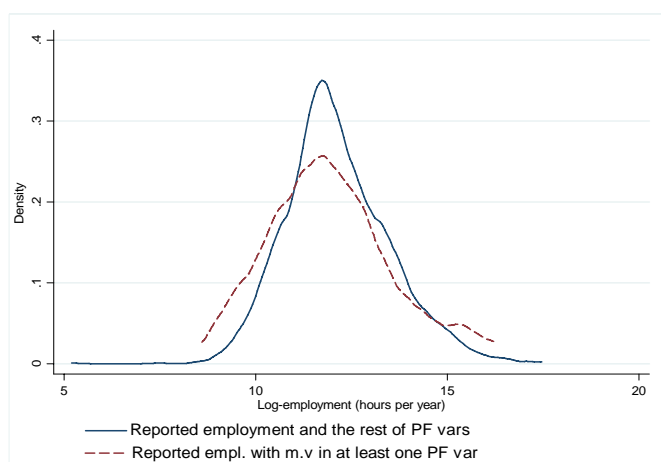 .4
.3
.2
.1
0
Density
5 10 15 20
Log-employment (hours per year)
Reported employment and the rest of PF vars
Reported empl. with m.v in at least one PF var